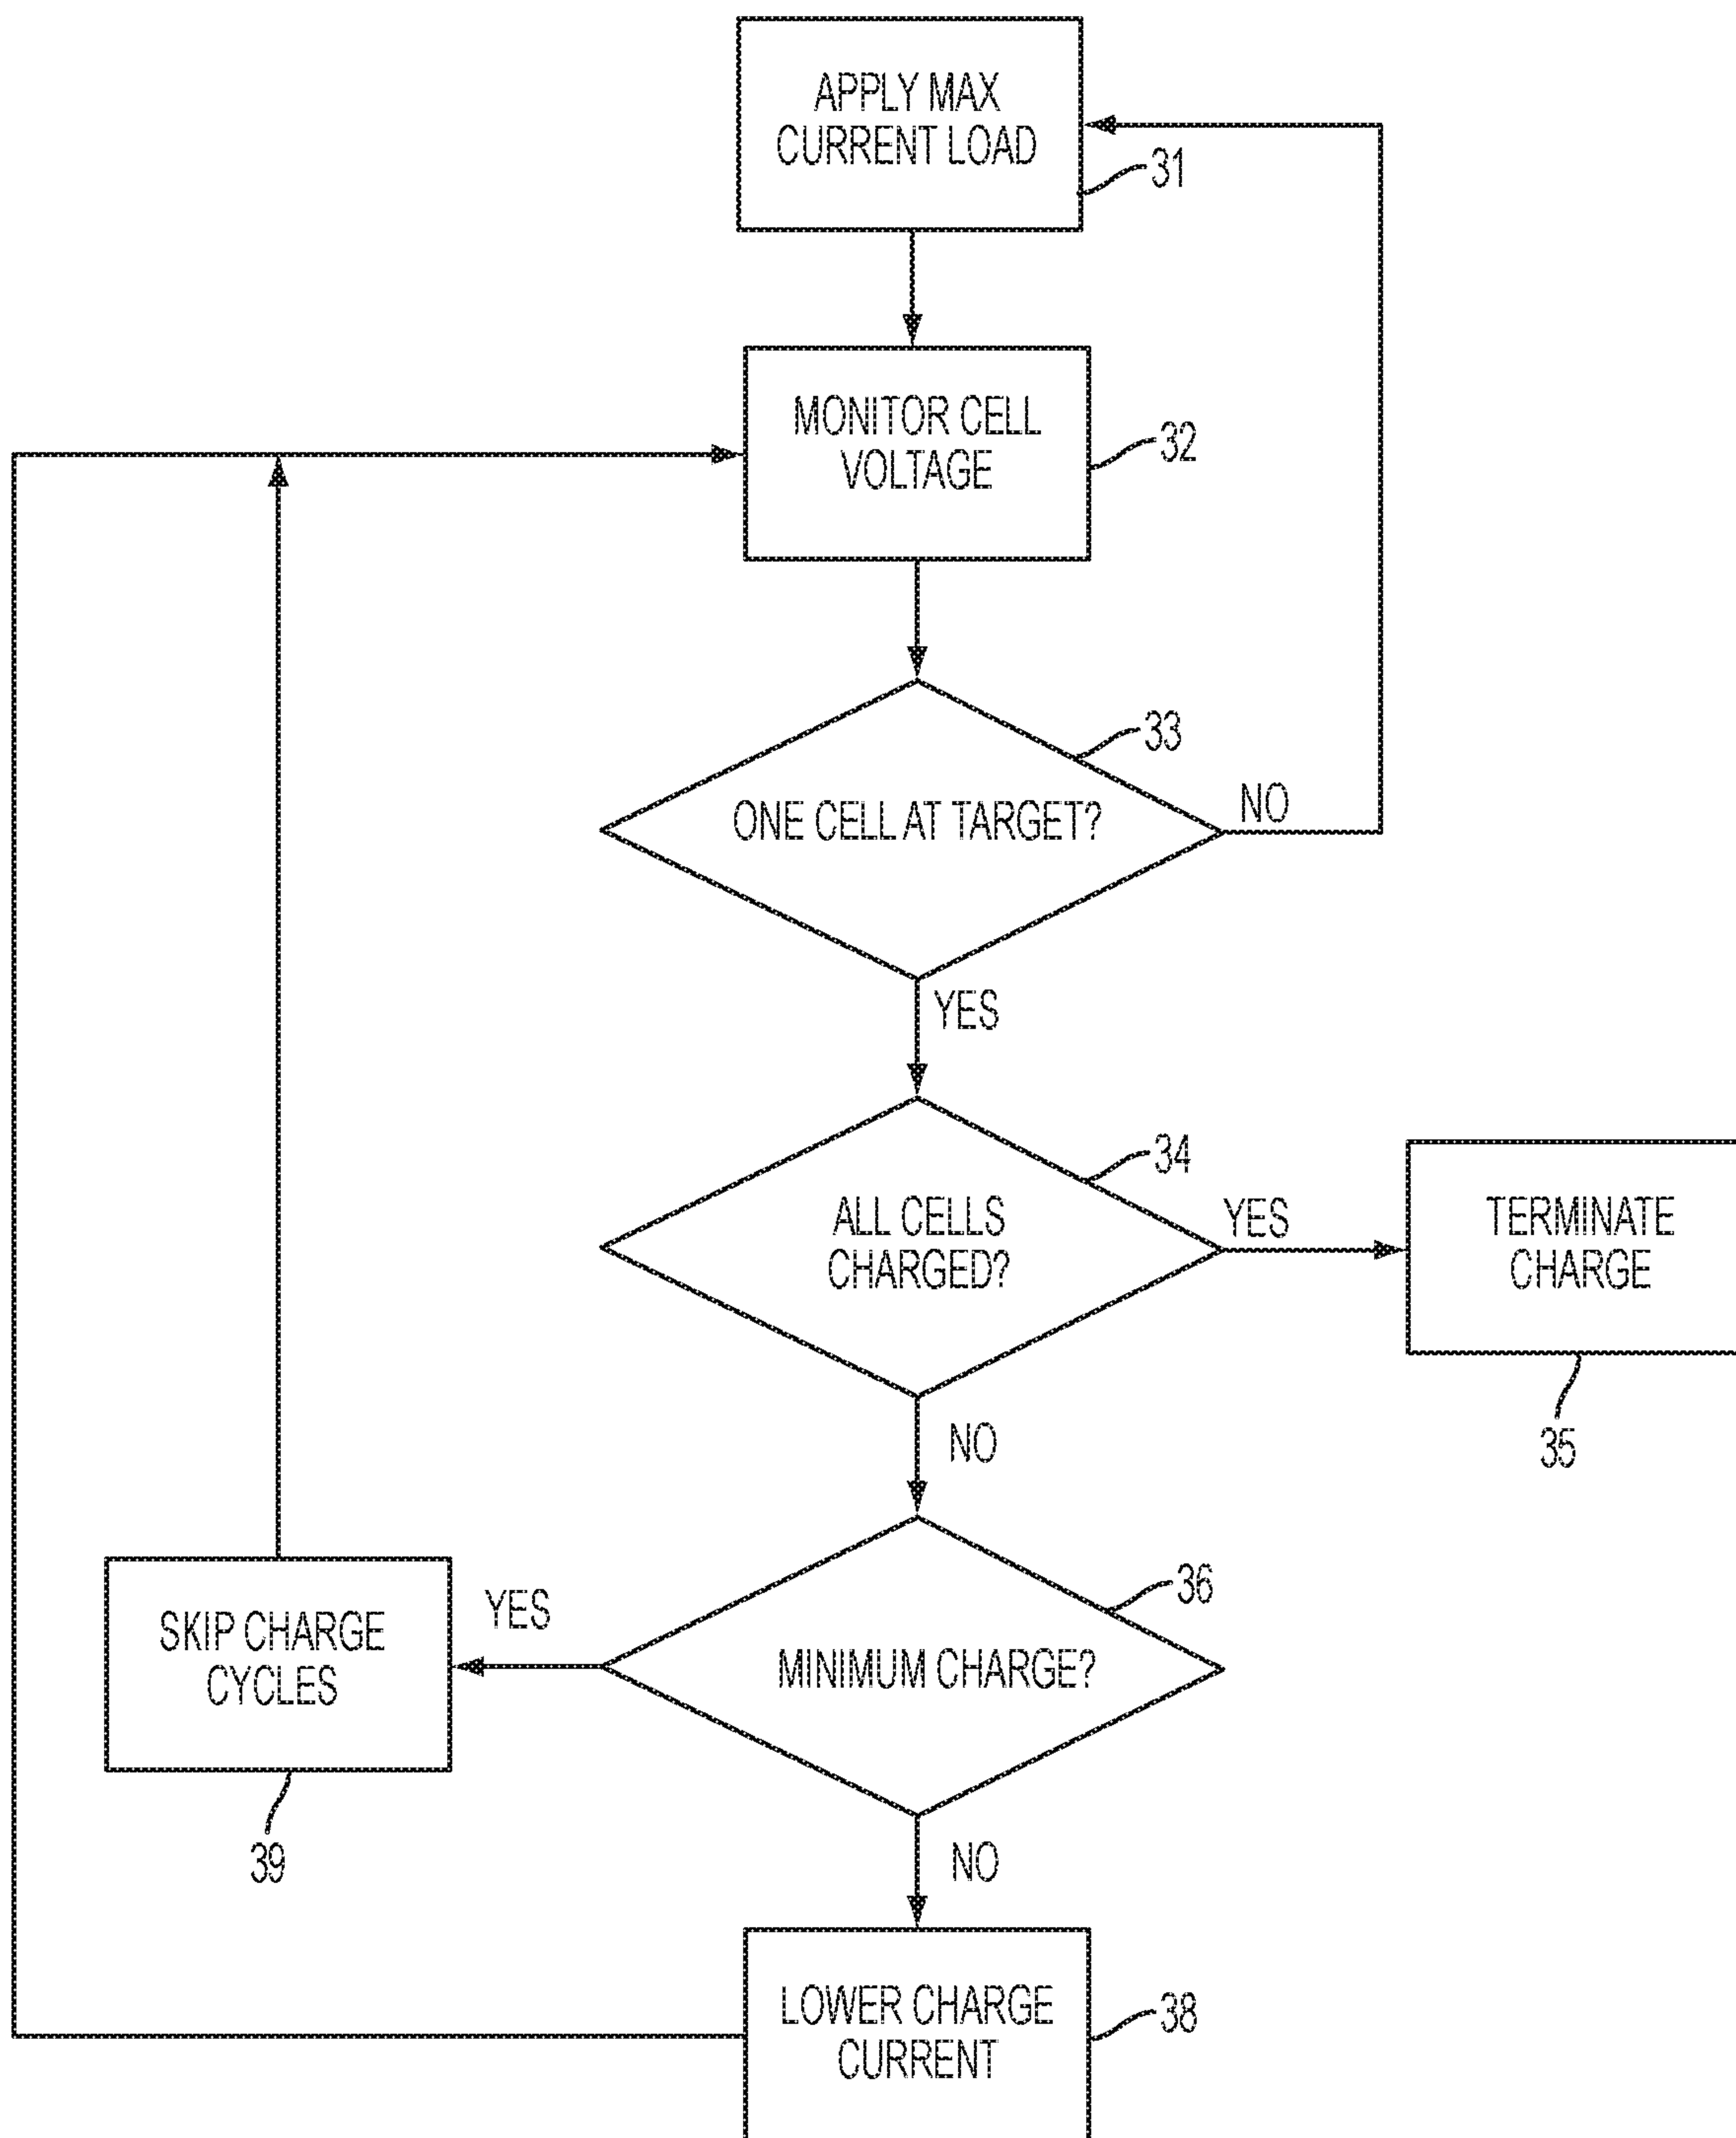 APPLY MAX
CURRENT LOAD
31
MONITOR CELL
VOLTAGE
32
33
ONE CELL AT TARGET?
NO
YES
34
ALL CELLS
CHARGED?
YES
TERMINATE
CHARGE
35
NO
36
MINIMUM CHARGE?
YES
SKIP CHARGE
CYCLES
39
NO
LOWER CHARGE
CURRENT
38